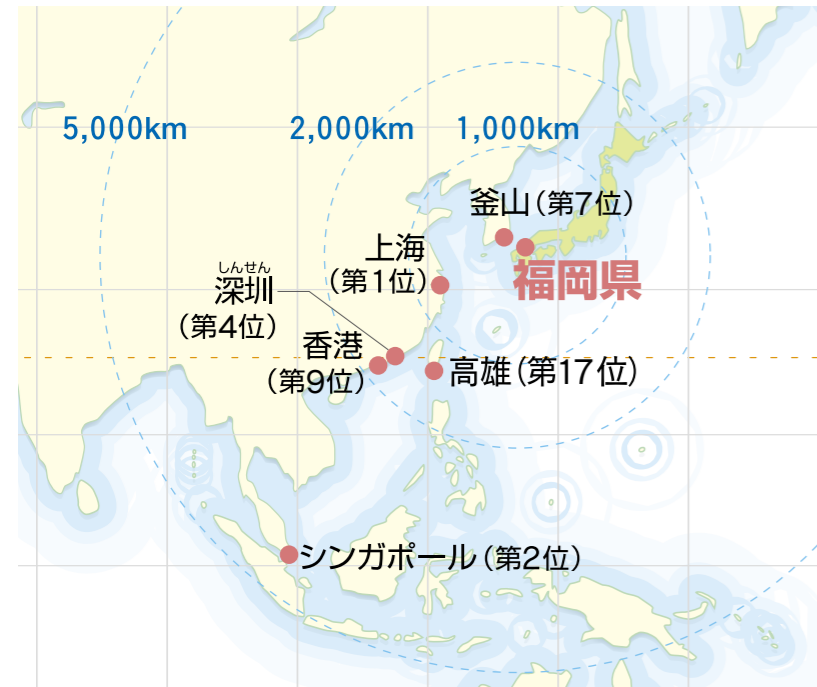 5,000km
2,000km
1,000km
釜山(第7位)
上海
(第1位)
福岡県
しんせん
深圳
(第4位)
香港
(第9位)
高雄(第17位)
シンガポール(第2位)